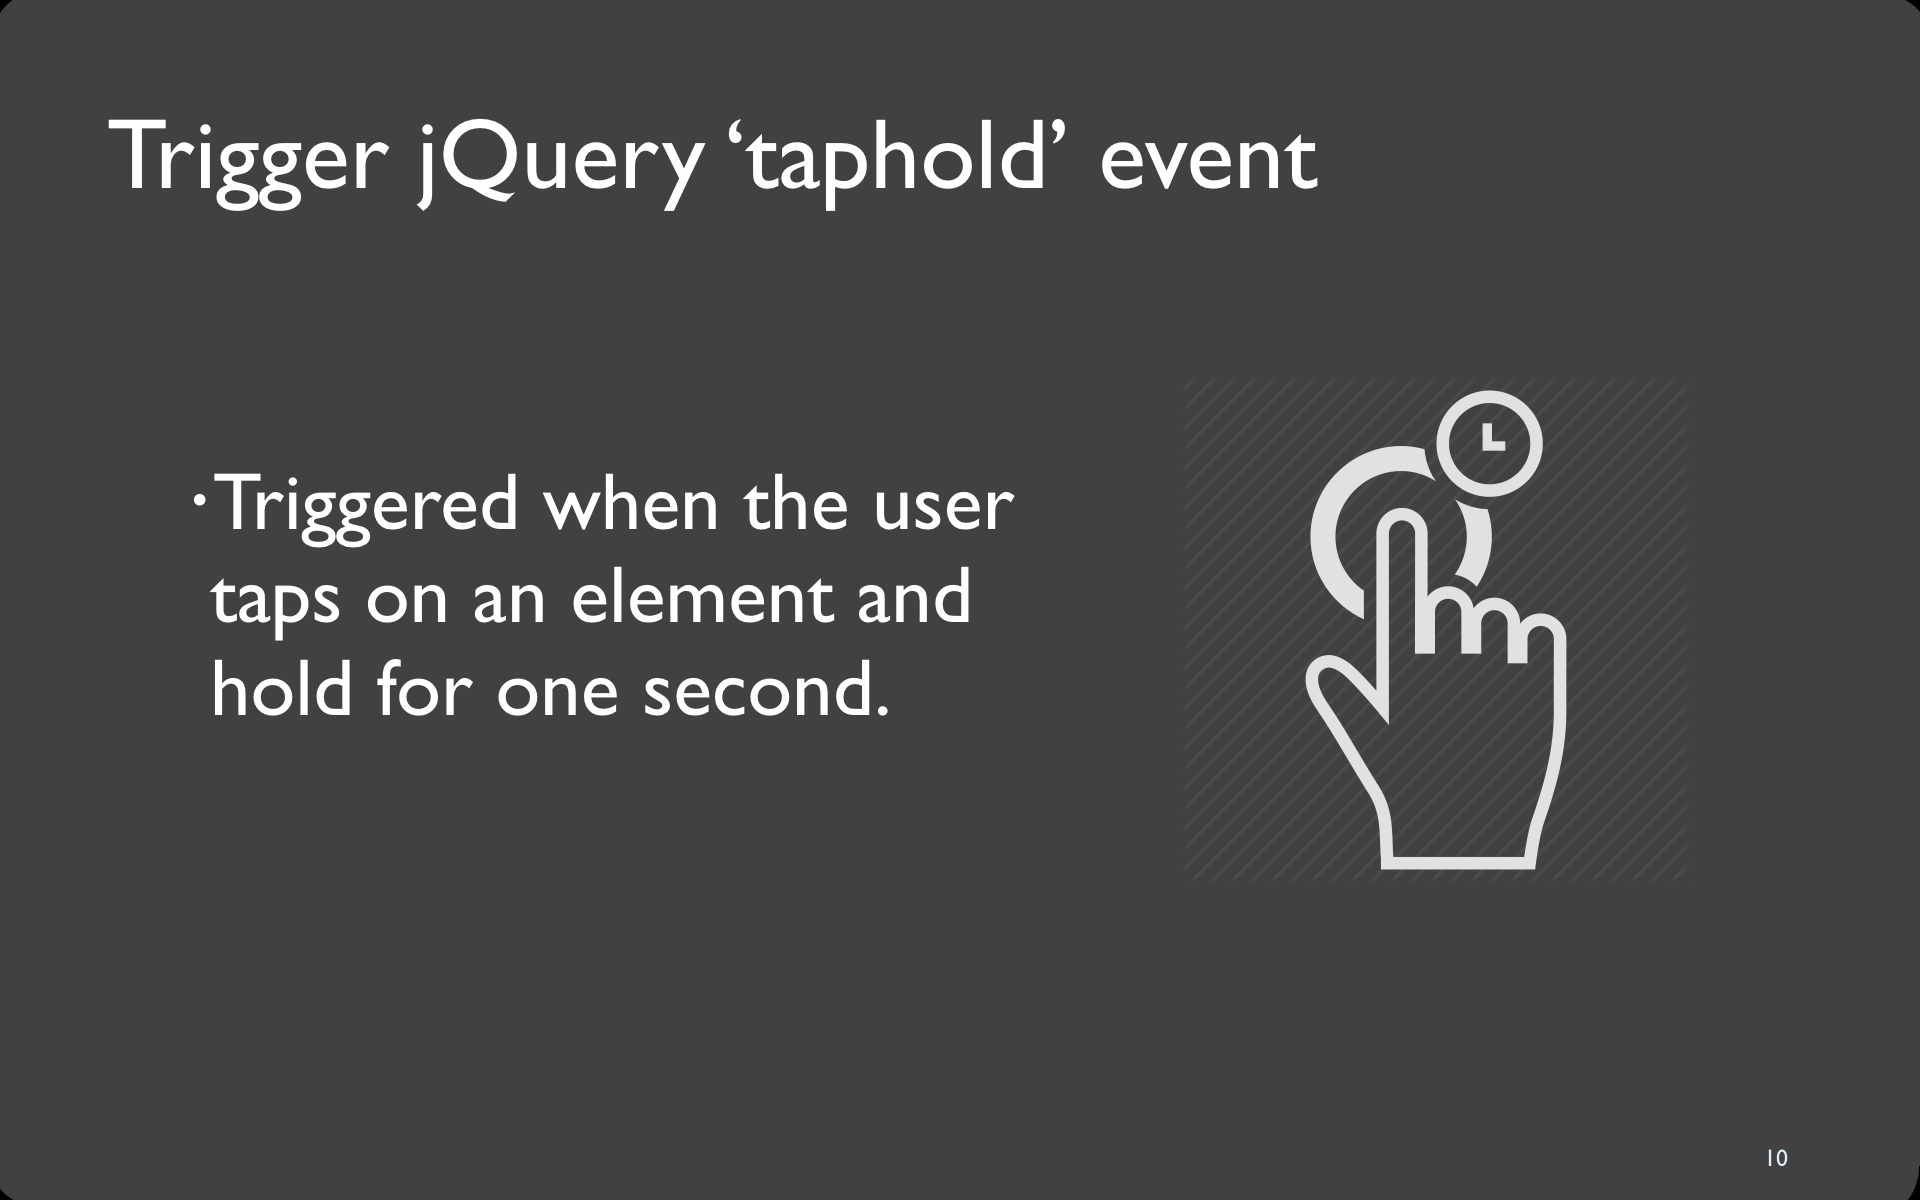 Trigger jQuery ‘taphold’ event
•Triggered when the user
taps on an element and
hold for one second.
10